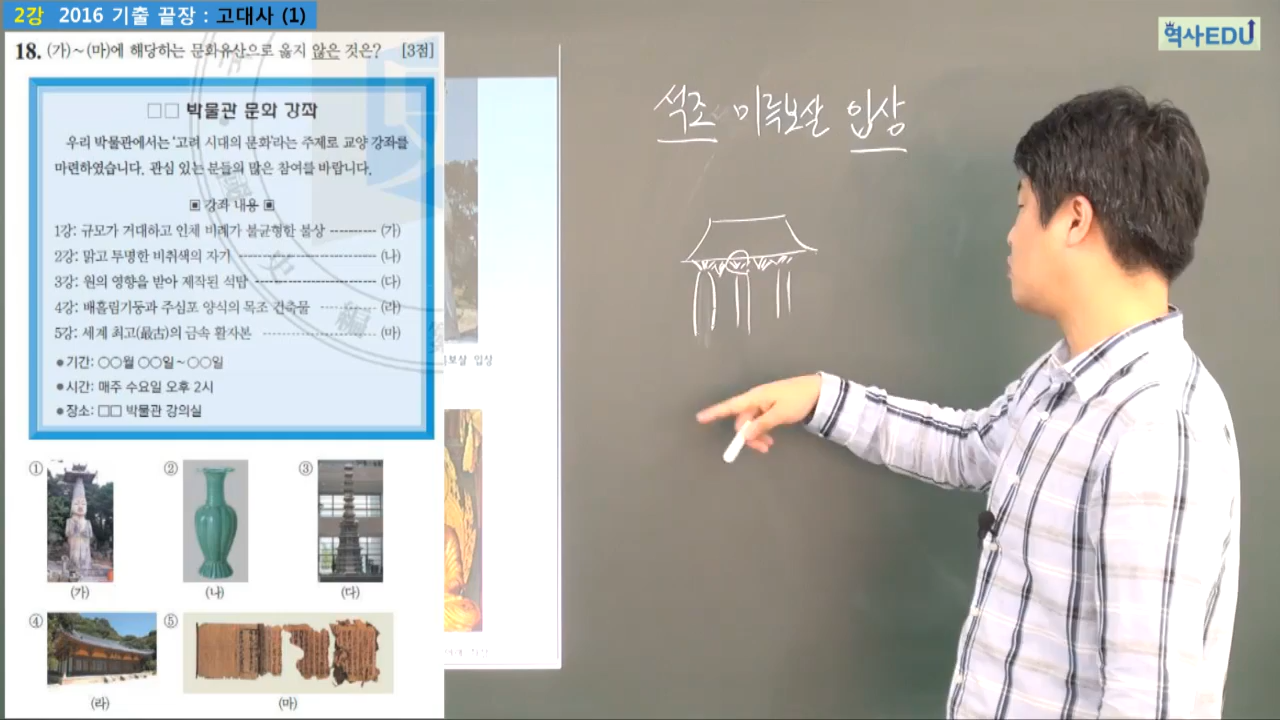 2강 2016 기출 끝장 : 고대사 (1)
혁사EDU
18. (가)~(마)에 해당하는 문화유산으로 옳지 않은 것은? [3점]
□□ 박물관 문화 강좌
우리 박물관에서는 '고려 시대의 문화'라는 주제로 교양 강좌를
마련하였습니다. 관심 있는 분들의 많은 참여를 바랍니다.
▣ 강좌 내용 ▣
1강: 규모가 거대하고 인체 비례가 불균형한 불상 ---------- (가)
2강: 맑고 투명한 비취색의 자기 ---------- (나)
3강: 원의 영향을 받아 제작된 석탑 ---------- (다)
4강: 배흘림기둥과 주심포 양식의 목조 건축물 ---------- (라)
5강: 세계 최고(最古)의 금속 활자본 ---------- (마)
● 기간: ○○월 ○○일~○○일
● 시간: 매주 수요일 오후 2시
● 장소: □□ 박물관 강의실
① ② ③
(가) (나) (다)
④ ⑤
(라) (마)
보살 입상
석조 미륵보살 입상